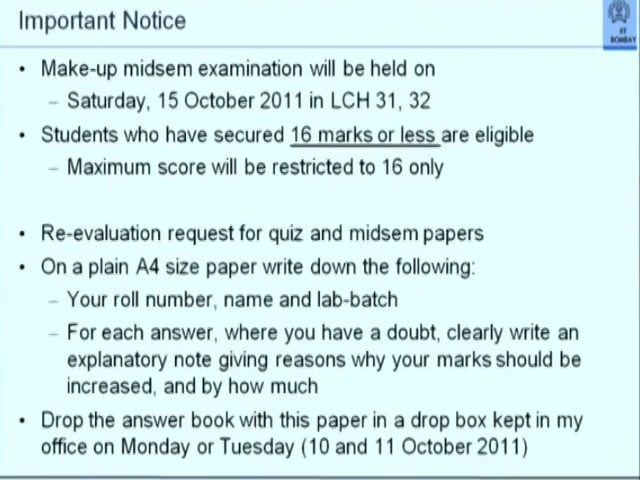 Important Notice
IIT
BOMBAY
• Make-up midsem examination will be held on
– Saturday, 15 October 2011 in LCH 31, 32
• Students who have secured 16 marks or less are eligible
– Maximum score will be restricted to 16 only
• Re-evaluation request for quiz and midsem papers
• On a plain A4 size paper write down the following:
– Your roll number, name and lab-batch
– For each answer, where you have a doubt, clearly write an
explanatory note giving reasons why your marks should be
increased, and by how much
• Drop the answer book with this paper in a drop box kept in my
office on Monday or Tuesday (10 and 11 October 2011)